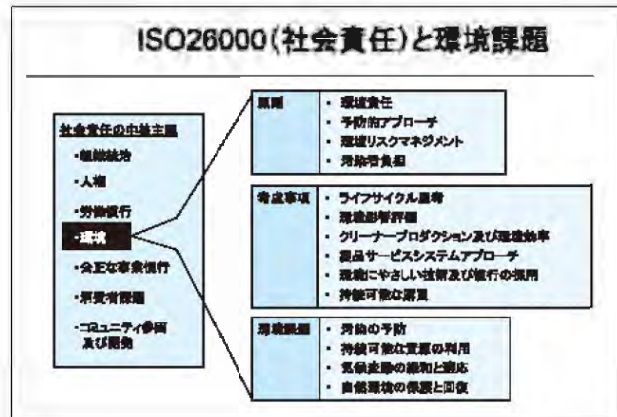 ISO26000(社会責任)と環境課題
社会責任の中核主題
・組織統治
・人権
・労働慣行
・環境
・公正な事業慣行
・消費者課題
・コミュニティ参画
及び開発
原則
・環境責任
・予防的アプローチ
・環境リスクマネジメント
・汚染者負担
考慮事項
・ライフサイクル思考
・環境影響評価
・クリーナープロダクション及び環境効率
・製品サービスシステムアプローチ
・環境にやさしい技術及び慣行の採用
・持続可能な調達
環境課題
・汚染の予防
・持続可能な資源の利用
・気候変動の緩和と適応
・自然環境の保護と回復